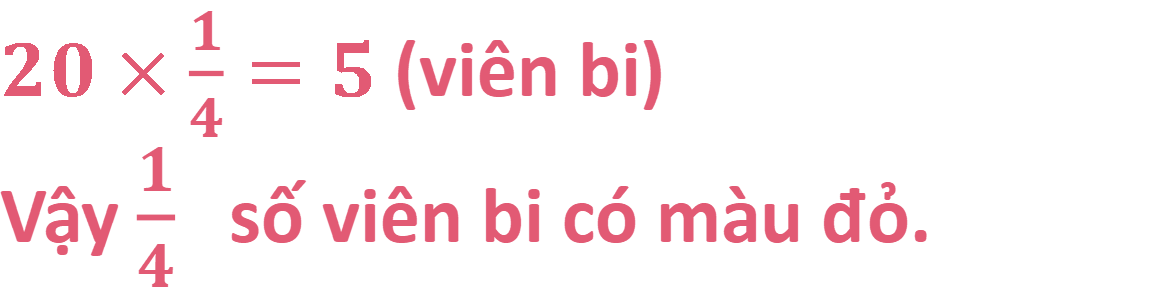 20 × 1/4 = 5 (viên bi)
Vậy 1/4 số viên bi có màu đỏ.